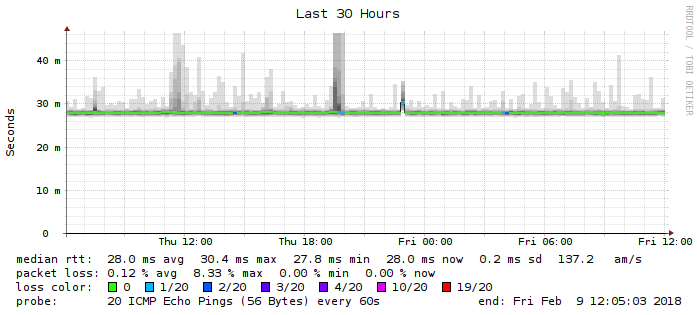 Last 30 Hours
RRDTOOL / TOBI OETIKER
Seconds
40 m
30 m
20 m
10 m
0
Thu 12:00 Thu 18:00 Fri 00:00 Fri 06:00 Fri 12:00
median rtt: 28.0 ms avg 30.4 ms max 27.8 ms min 28.0 ms now 0.2 ms sd 137.2 am/s
packet loss: 0.12 % avg 8.33 % max 0.00 % min 0.00 % now
loss color: 0 1/20 2/20 3/20 4/20 10/20 19/20
probe: 20 ICMP Echo Pings (56 Bytes) every 60s end: Fri Feb 9 12:05:03 2018